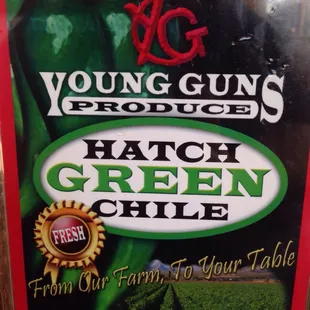 YG
YOUNG GUNS
PRODUCE
HATCH
GREEN
CHILE
FRESH
From Our Farm, To Your Table